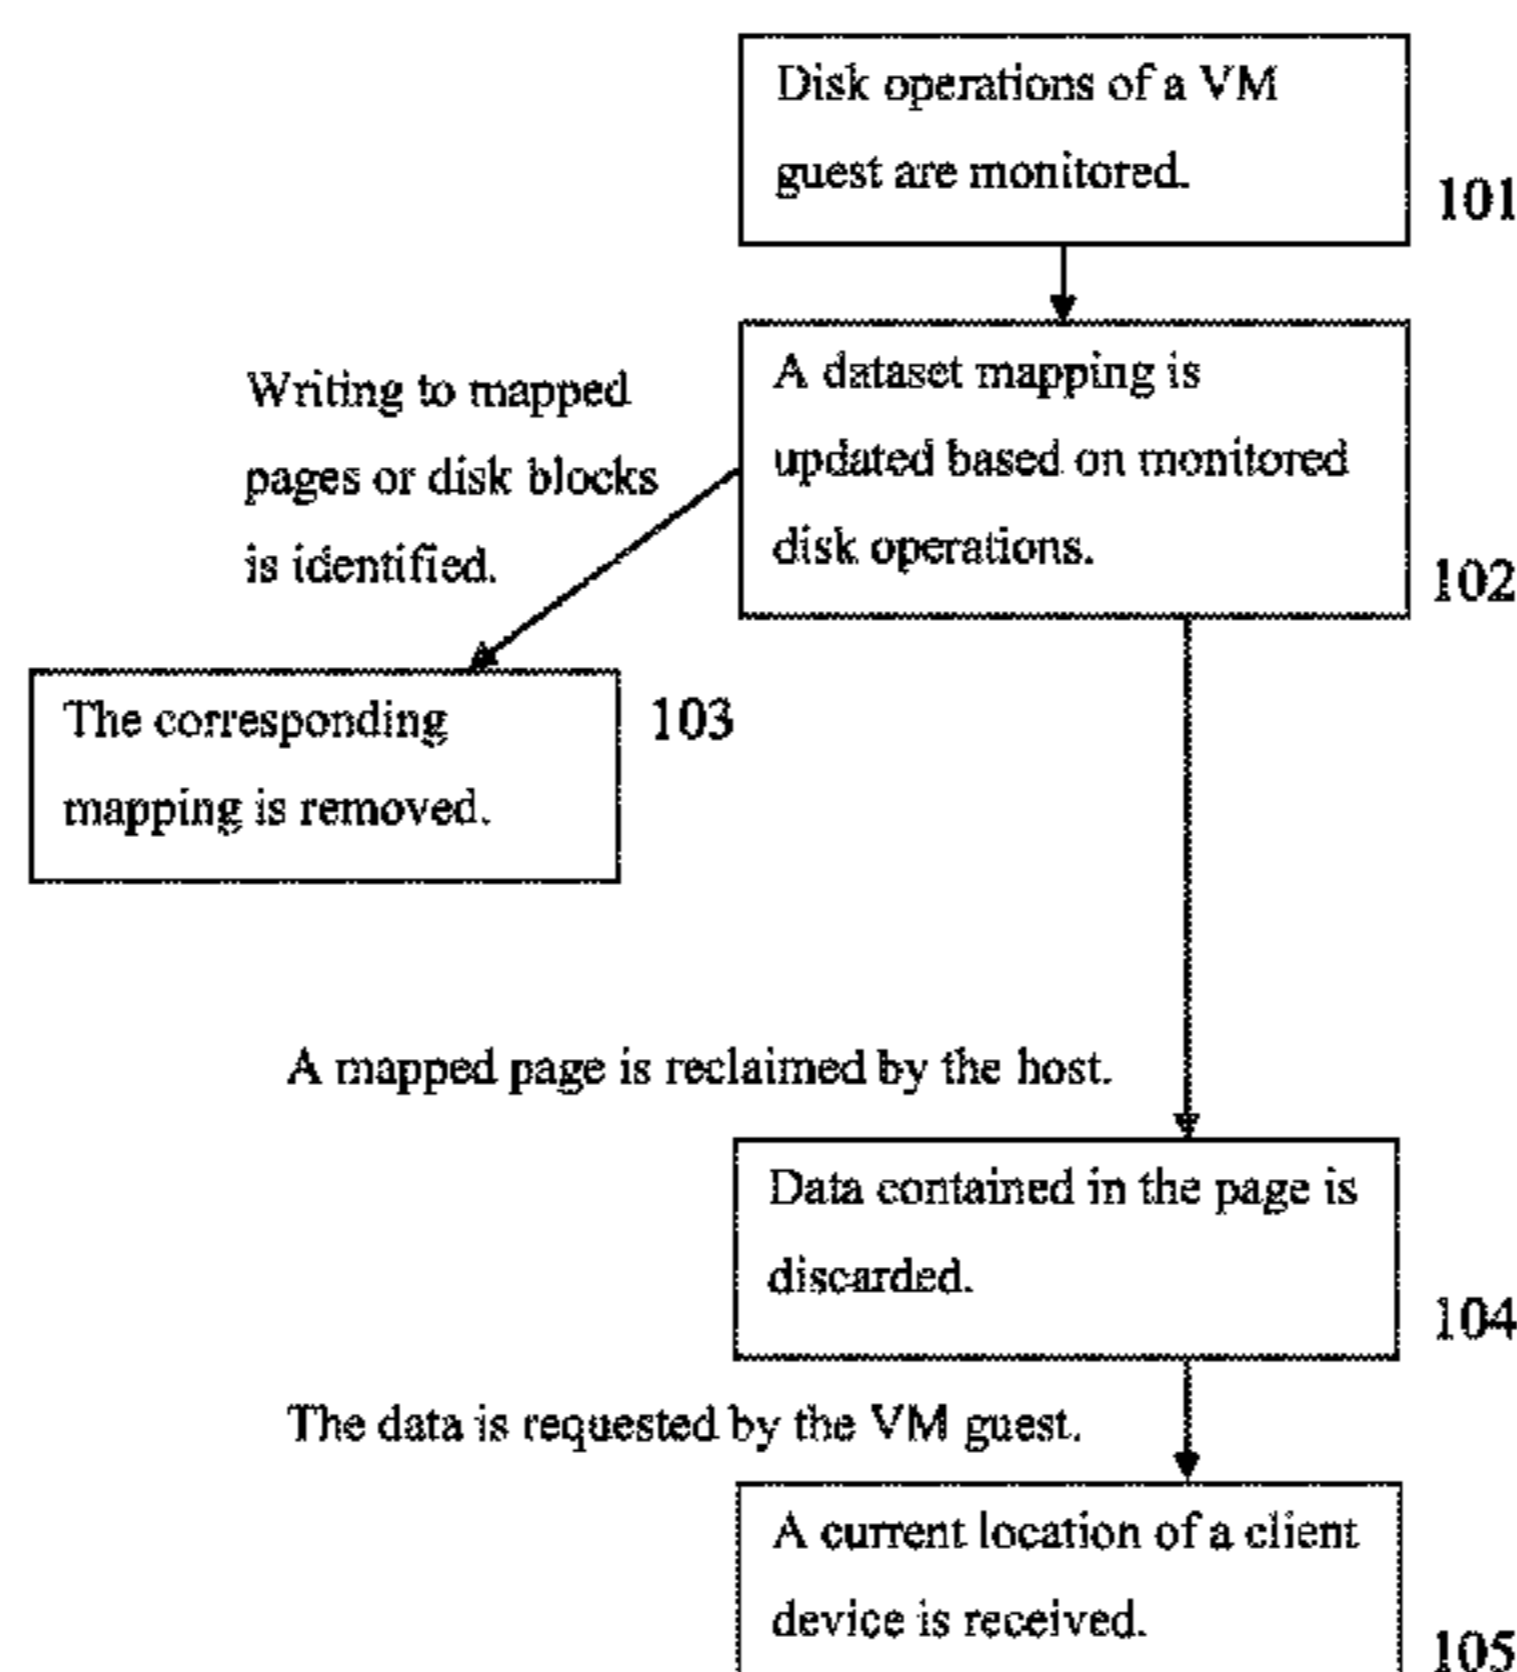 Disk operations of a VM
guest are monitored.
101
A dataset mapping is
updated based on monitored
disk operations.
102
Writing to mapped
pages or disk blocks
is identified.
The corresponding
mapping is removed.
103
A mapped page is reclaimed by the host.
Data contained in the page is
discarded.
104
The data is requested by the VM guest.
A current location of a client
device is received.
105